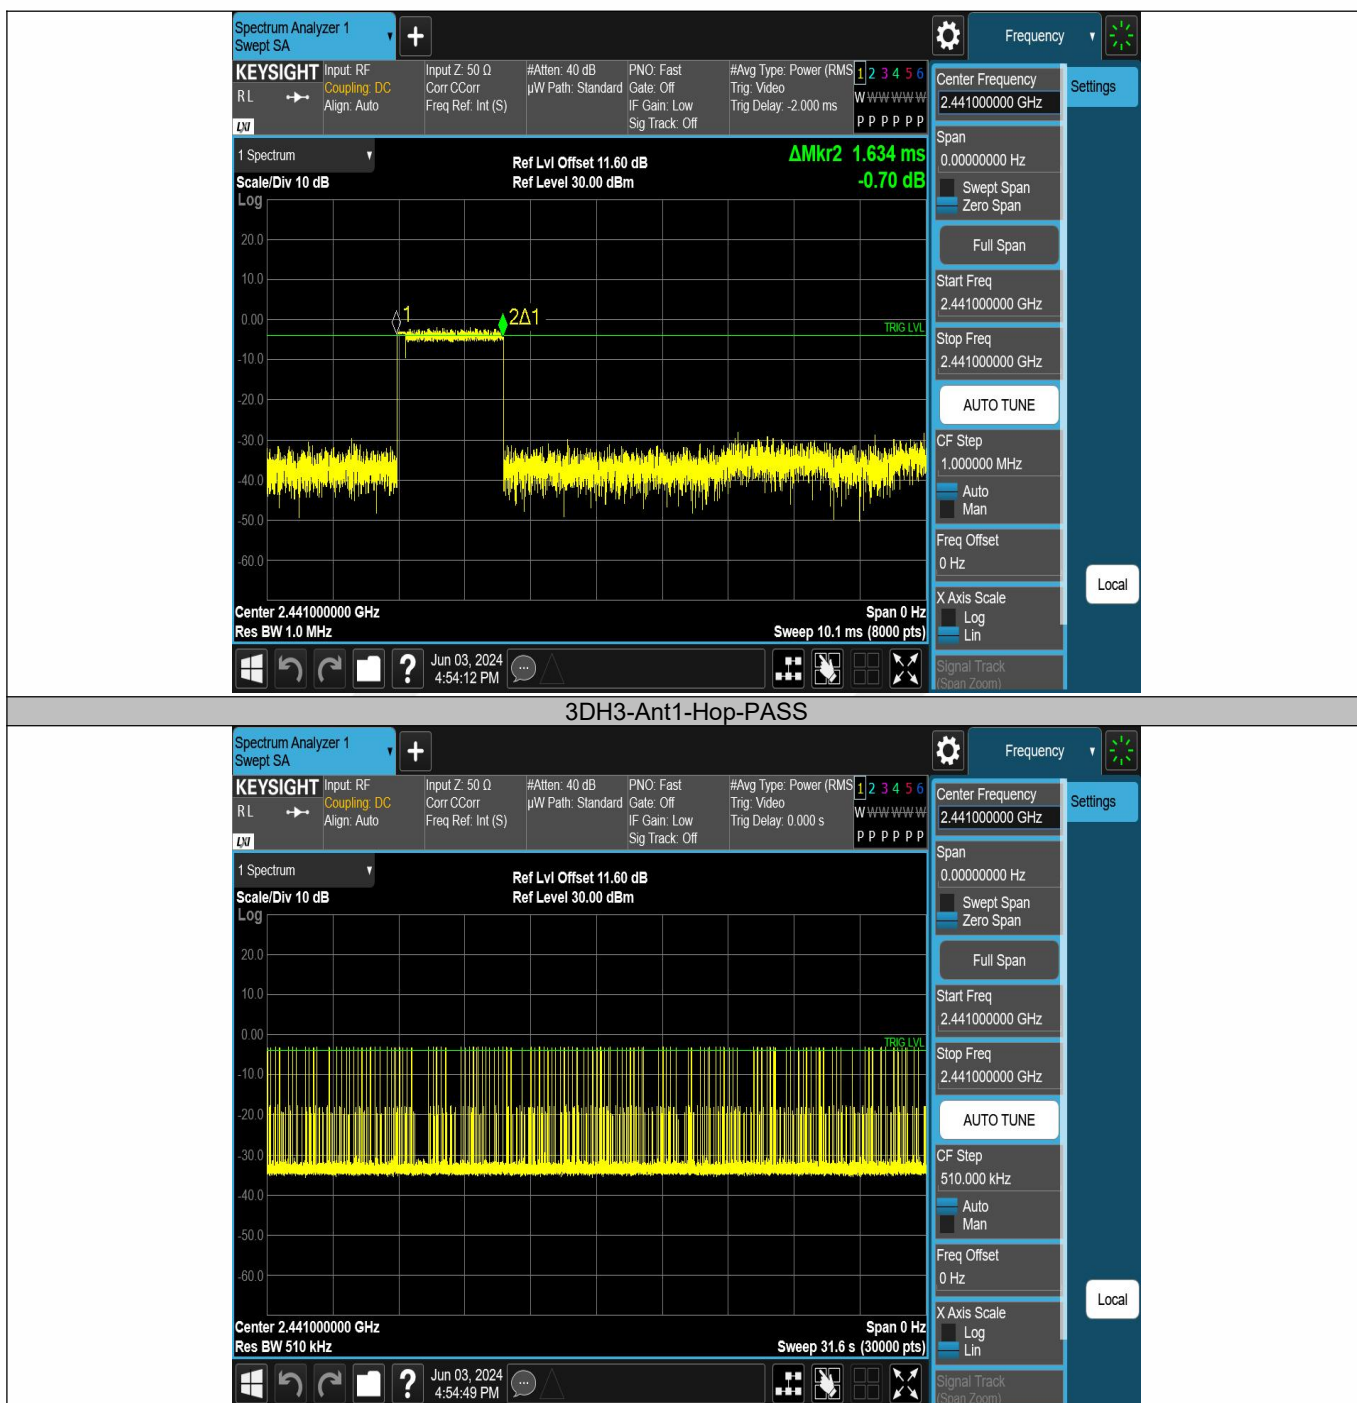 Spectrum Analyzer 1
Swept SA
+
Frequency
KEYSIGHT
R L
LXI
Input: RF
Coupling: DC
Align: Auto
Input Z: 50 Ω
Corr CCorr
Freq Ref: Int (S)
#Atten: 40 dB
µW Path: Standard
PNO: Fast
Gate: Off
IF Gain: Low
Sig Track: Off
#Avg Type: Power (RMS
Trig: Video
Trig Delay: -2.000 ms
1 2 3 4 5 6
W W W W W W
P P P P P P
Center Frequency
2.441000000 GHz
Settings
Span
0.00000000 Hz
Swept Span
Zero Span
Full Span
Start Freq
2.441000000 GHz
Stop Freq
2.441000000 GHz
AUTO TUNE
CF Step
1.000000 MHz
Auto
Man
Freq Offset
0 Hz
X Axis Scale
Log
Lin
Signal Track
(Span Zoom)
Local
1 Spectrum
Scale/Div 10 dB
Log
Ref Lvl Offset 11.60 dB
Ref Level 30.00 dBm
ΔMkr2 1.634 ms
-0.70 dB
20.0
10.0
0.00
-10.0
-20.0
-30.0
-40.0
-50.0
-60.0
1
2Δ1
TRIG LVL
Center 2.441000000 GHz
Res BW 1.0 MHz
Span 0 Hz
Sweep 10.1 ms (8000 pts)
?
Jun 03, 2024
4:54:12 PM
3DH3-Ant1-Hop-PASS
Spectrum Analyzer 1
Swept SA
+
Frequency
KEYSIGHT
R L
LXI
Input: RF
Coupling: DC
Align: Auto
Input Z: 50 Ω
Corr CCorr
Freq Ref: Int (S)
#Atten: 40 dB
µW Path: Standard
PNO: Fast
Gate: Off
IF Gain: Low
Sig Track: Off
#Avg Type: Power (RMS
Trig: Video
Trig Delay: 0.000 s
1 2 3 4 5 6
W W W W W W
P P P P P P
Center Frequency
2.441000000 GHz
Settings
Span
0.00000000 Hz
Swept Span
Zero Span
Full Span
Start Freq
2.441000000 GHz
Stop Freq
2.441000000 GHz
AUTO TUNE
CF Step
510.000 kHz
Auto
Man
Freq Offset
0 Hz
X Axis Scale
Log
Lin
Signal Track
(Span Zoom)
Local
1 Spectrum
Scale/Div 10 dB
Log
Ref Lvl Offset 11.60 dB
Ref Level 30.00 dBm
20.0
10.0
0.00
-10.0
-20.0
-30.0
-40.0
-50.0
-60.0
TRIG LVL
Center 2.441000000 GHz
Res BW 510 kHz
Span 0 Hz
Sweep 31.6 s (30000 pts)
?
Jun 03, 2024
4:54:49 PM